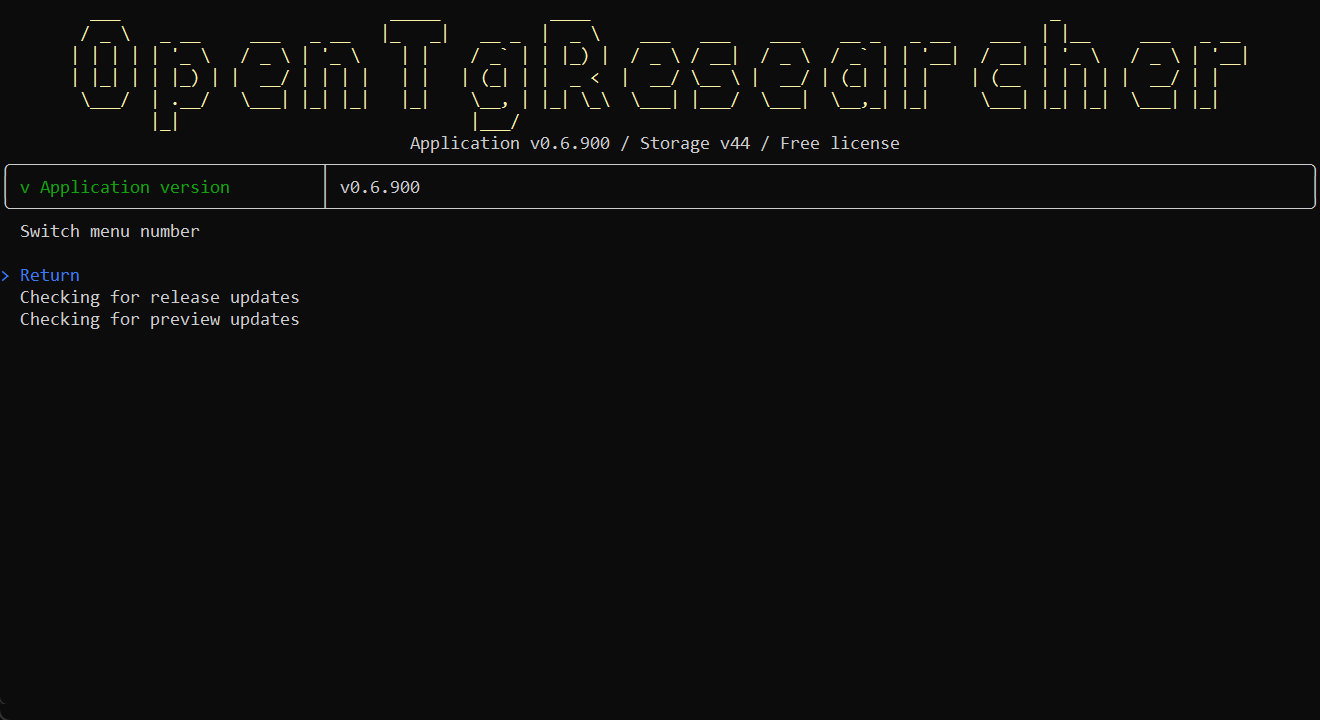 OpenTgResearcher
Application v0.6.900 / Storage v44 / Free license
v Application version v0.6.900
Switch menu number
> Return
Checking for release updates
Checking for preview updates